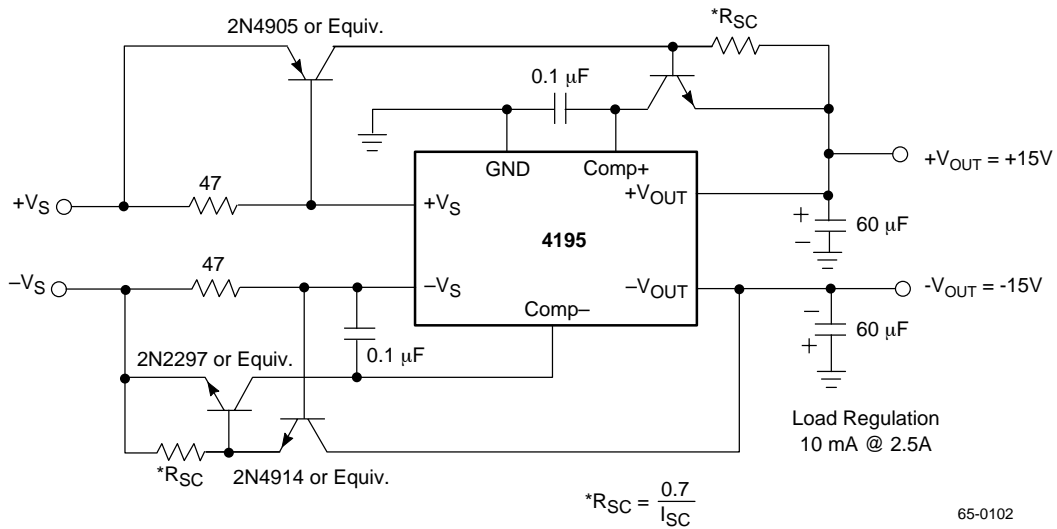 2N4905 or Equiv.
*RSC
0.1 µF
GND
Comp+
+VOUT = +15V
47
+VS
+VS
+VOUT
60 µF
+
–
4195
47
–VS
–VS
–VOUT
-VOUT = -15V
Comp–
–
+
60 µF
0.1 µF
2N2297 or Equiv.
Load Regulation
10 mA @ 2.5A
*RSC
2N4914 or Equiv.
*RSC = 0.7
ISC
65-0102